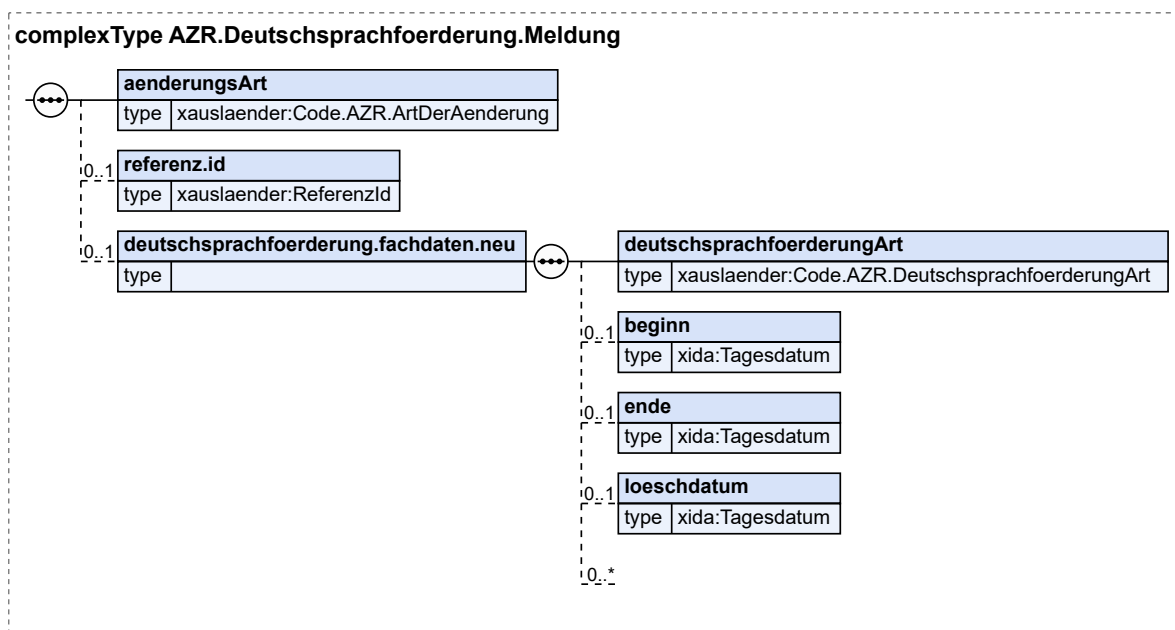 complexType AZR.Deutschsprachfoerderung.Meldung
aenderungsArt
type xauslaender:Code.AZR.ArtDerAenderung
0..1 referenz.id
type xauslaender:ReferenzId
0..1 deutschsprachfoerderung.fachdaten.neu
type
deutschsprachfoerderungArt
type xauslaender:Code.AZR.DeutschsprachfoerderungArt
0..1 beginn
type xida:Tagesdatum
0..1 ende
type xida:Tagesdatum
0..1 loeschdatum
type xida:Tagesdatum
0..*